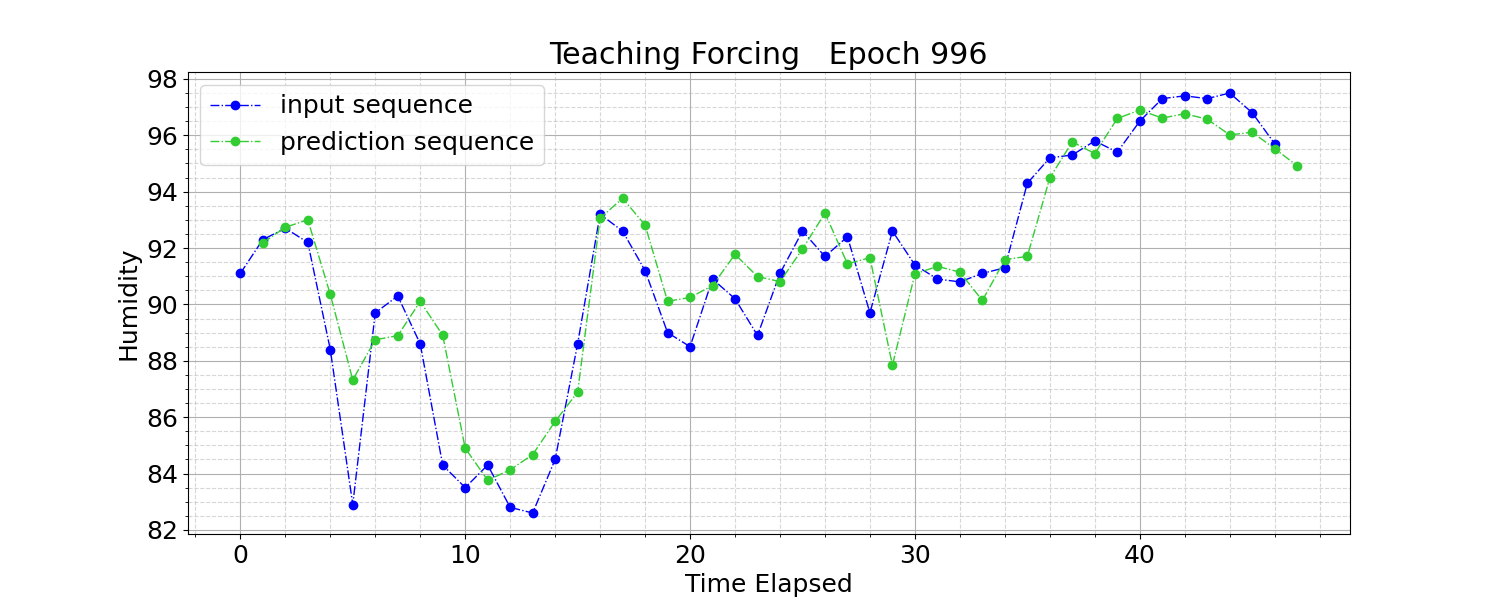 Teaching Forcing   Epoch 996
98
96
94
92
90
88
86
84
82
Humidity
input sequence
prediction sequence
0 10 20 30 40
Time Elapsed